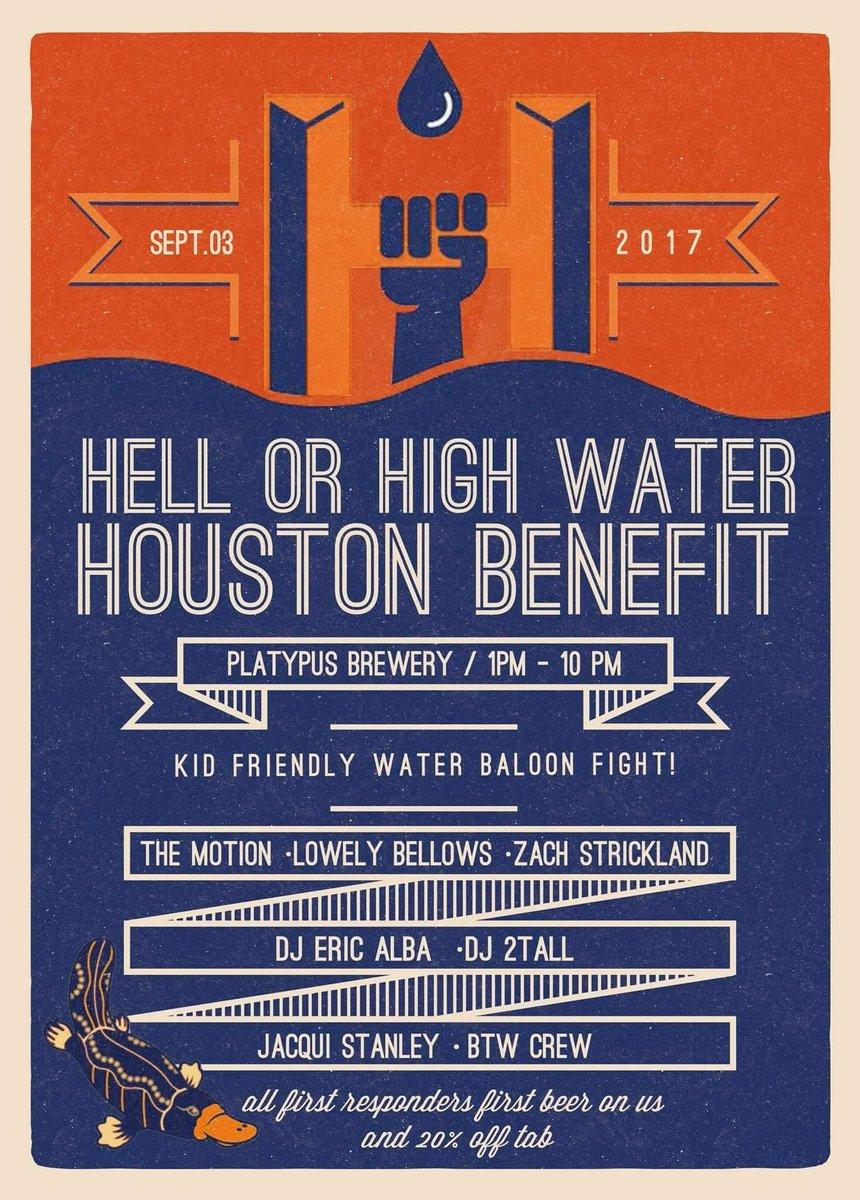 H
SEPT.03
2017
HELL OR HIGH WATER
HOUSTON BENEFIT
PLATYPUS BREWERY / 1PM - 10 PM
KID FRIENDLY WATER BALOON FIGHT!
THE MOTION ·LOWELY BELLOWS ·ZACH STRICKLAND
DJ ERIC ALBA ·DJ 2TALL
JACQUI STANLEY · BTW CREW
all first responders first beer on us
and 20% off tab